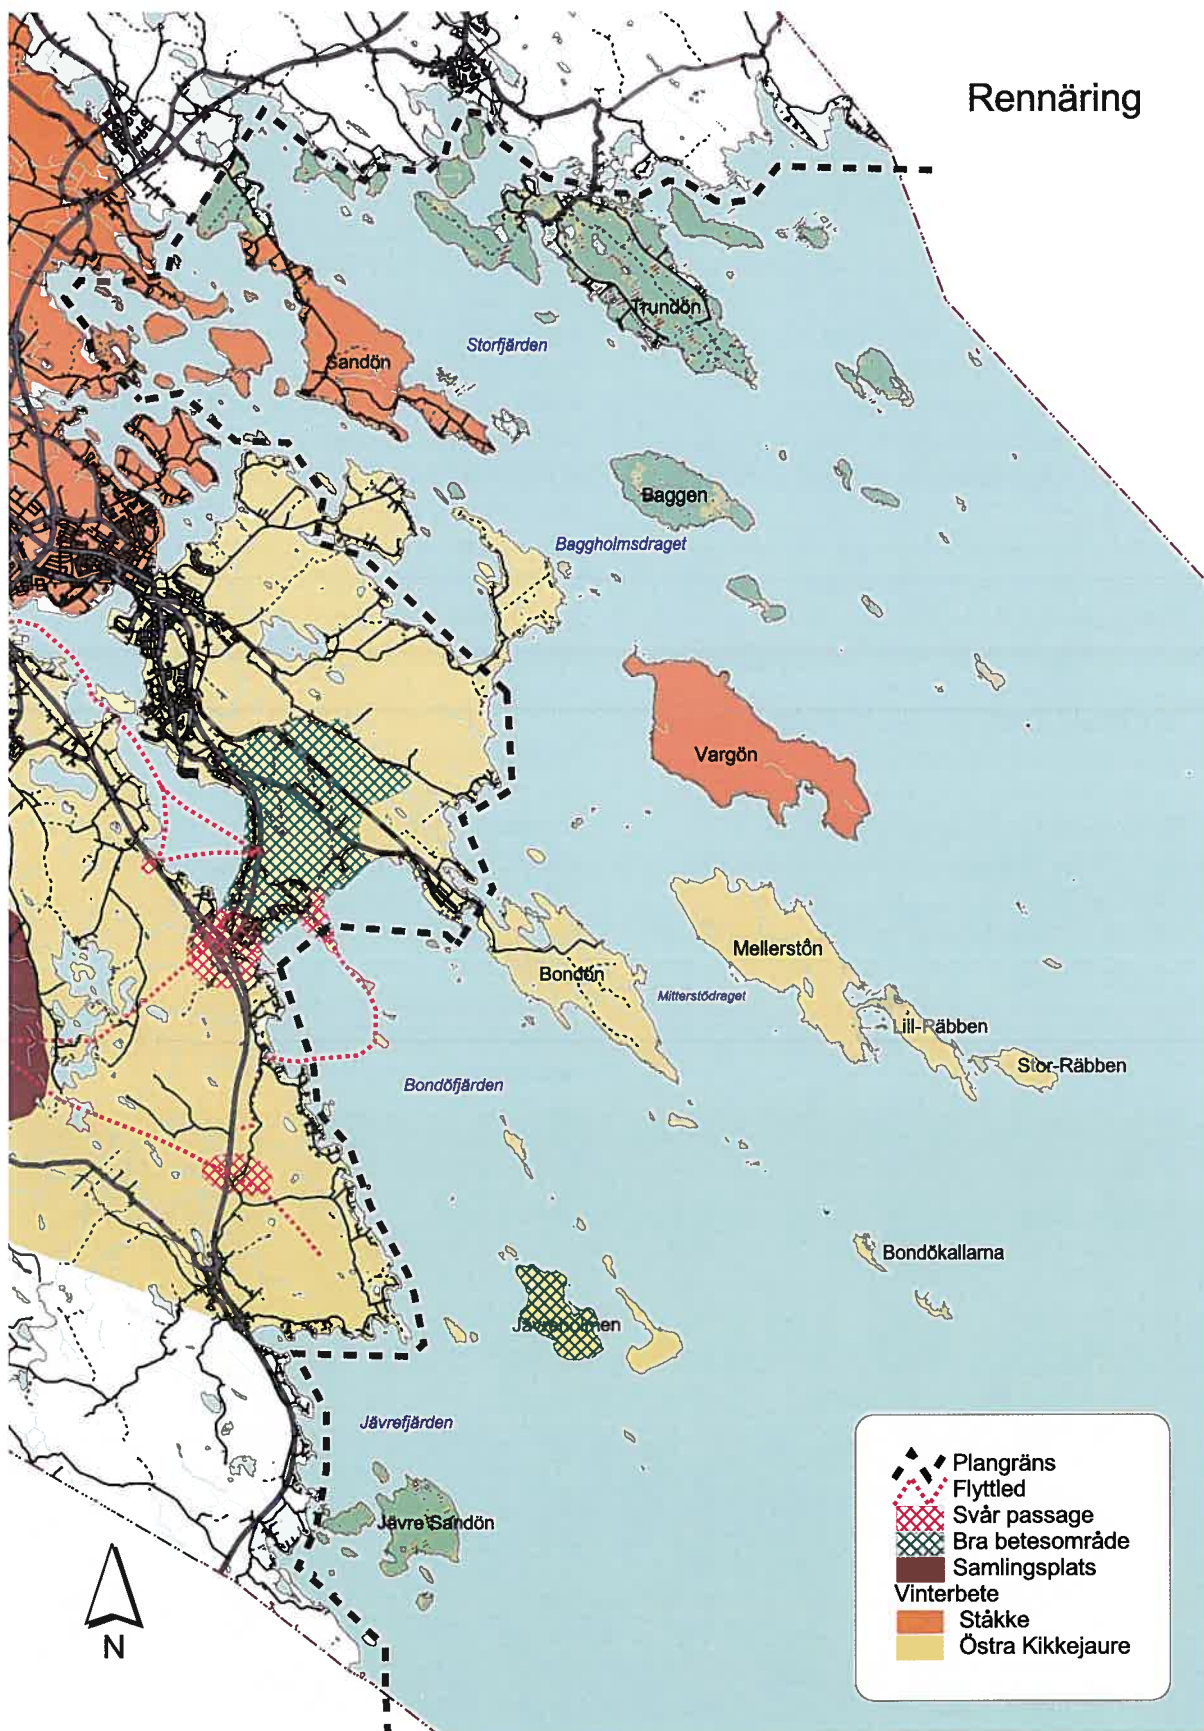 Rennäring
Trundön
Storfjärden
Sandön
Baggen
Baggholmsdraget
Vargön
Mellerstön
Bondön
Mitterstödraget
Lill-Räbben
Stor-Räbben
Bondöfjärden
Bondökallarna
Jävreholmen
Jävrefjärden
Jävre Sandön
Plangräns
Flyttled
Svår passage
Bra betesområde
Samlingsplats
Vinterbete
Ståkke
Östra Kikkejaure
N